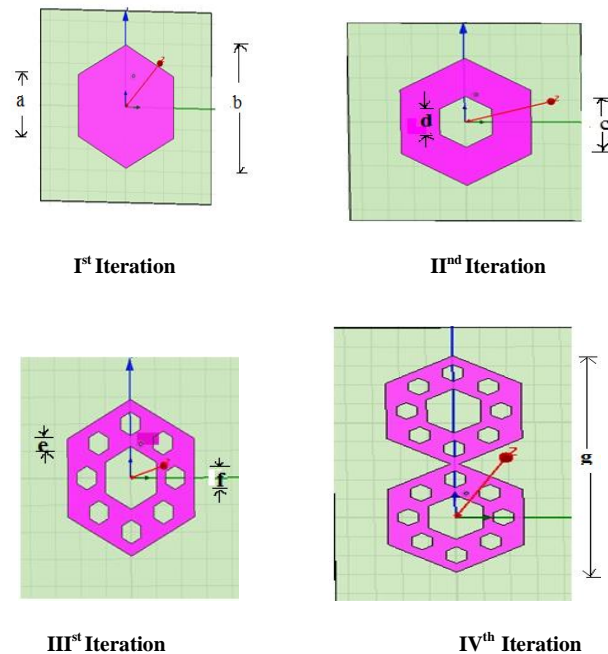 a
b
d
c
I^st Iteration
II^nd Iteration
e
f
g
III^st Iteration
IV^th Iteration